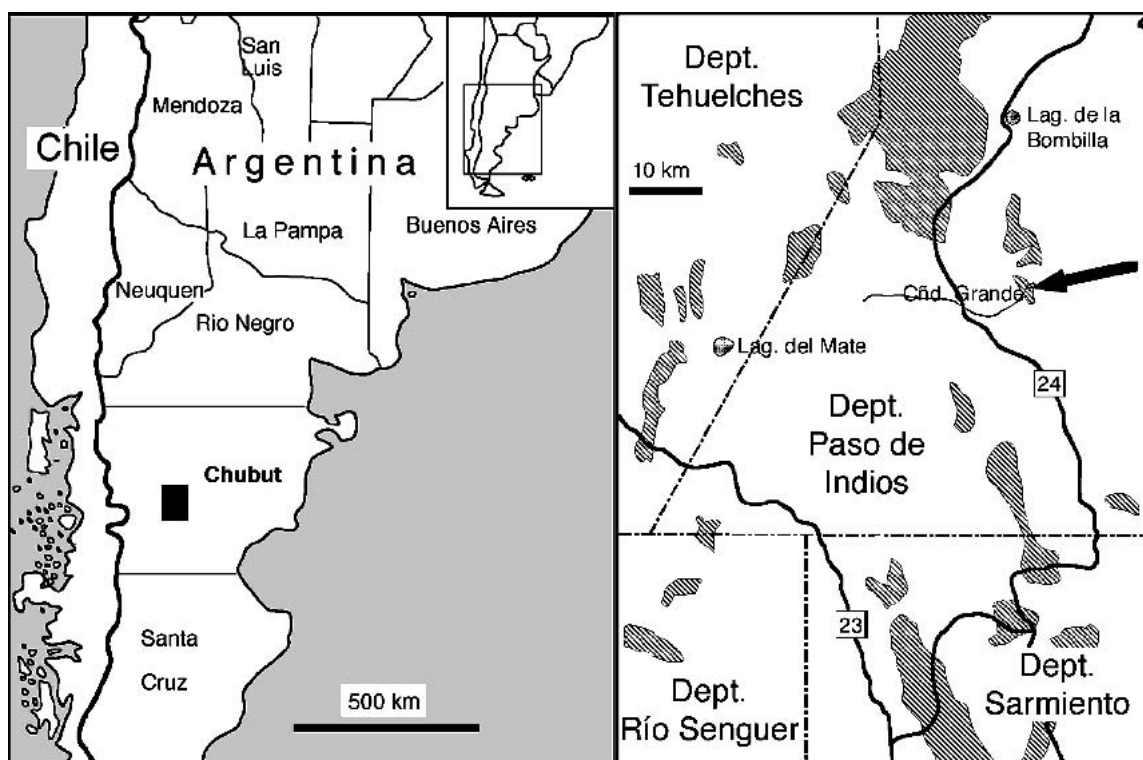 San
Luis
Mendoza
Chile
Argentina
La Pampa
Buenos Aires
Neuquen
Rio Negro
Chubut
Santa
Cruz
500 km
Dept.
Tehuelches
Lag. de la
Bombilla
10 km
Cñd. Grande
Lag. del Mate
24
Dept.
Paso de
Indios
23
Dept.
Río Senguer
Dept.
Sarmiento